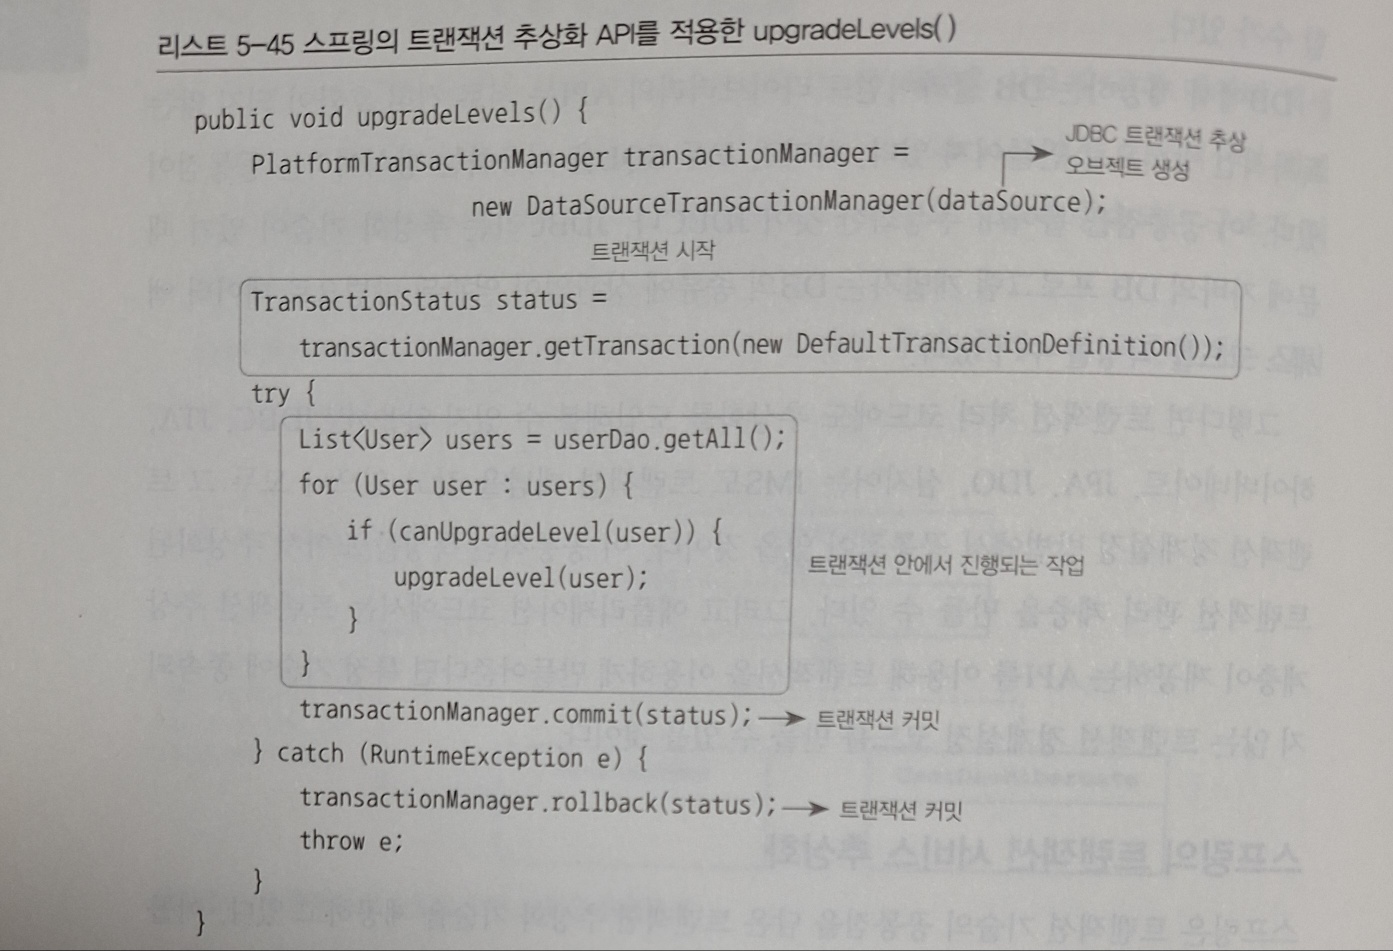 리스트 5-45 스프링의 트랜잭션 추상화 API를 적용한 upgradeLevels()
public void upgradeLevels() {
PlatformTransactionManager transactionManager =
JDBC 트랜잭션 추상
오브젝트 생성
new DataSourceTransactionManager(dataSource);
트랜잭션 시작
TransactionStatus status =
transactionManager.getTransaction(new DefaultTransactionDefinition());
try {
List<User> users = userDao.getAll();
for (User user : users) {
if (canUpgradeLevel(user)) {
upgradeLevel(user);
트랜잭션 안에서 진행되는 작업
}
}
transactionManager.commit(status); 트랜잭션 커밋
} catch (RuntimeException e) {
transactionManager.rollback(status); 트랜잭션 커밋
throw e;
}
}